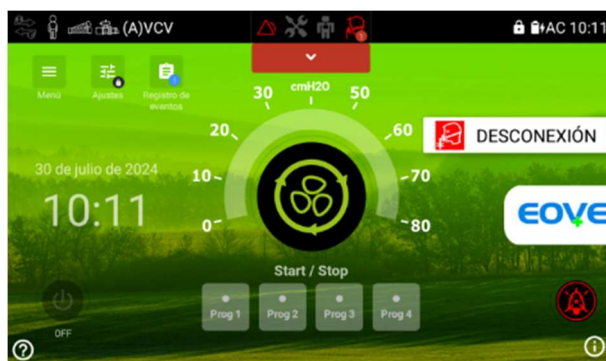 (A)VCV
AC 10:11
Menú
Ajustes
Registro de
eventos
1
1
cmH2O
30
50
20
60
10
70
0
80
DESCONEXIÓN
30 de julio de 2024
10:11
EOVE
Start / Stop
Prog 1
Prog 2
Prog 3
Prog 4
OFF